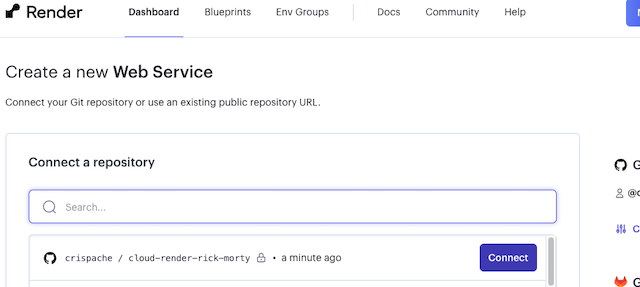 Render Dashboard Blueprints Env Groups Docs Community Help
Create a new Web Service
Connect your Git repository or use an existing public repository URL.
Connect a repository
Search...
crispache / cloud-render-rick-morty • a minute ago Connect